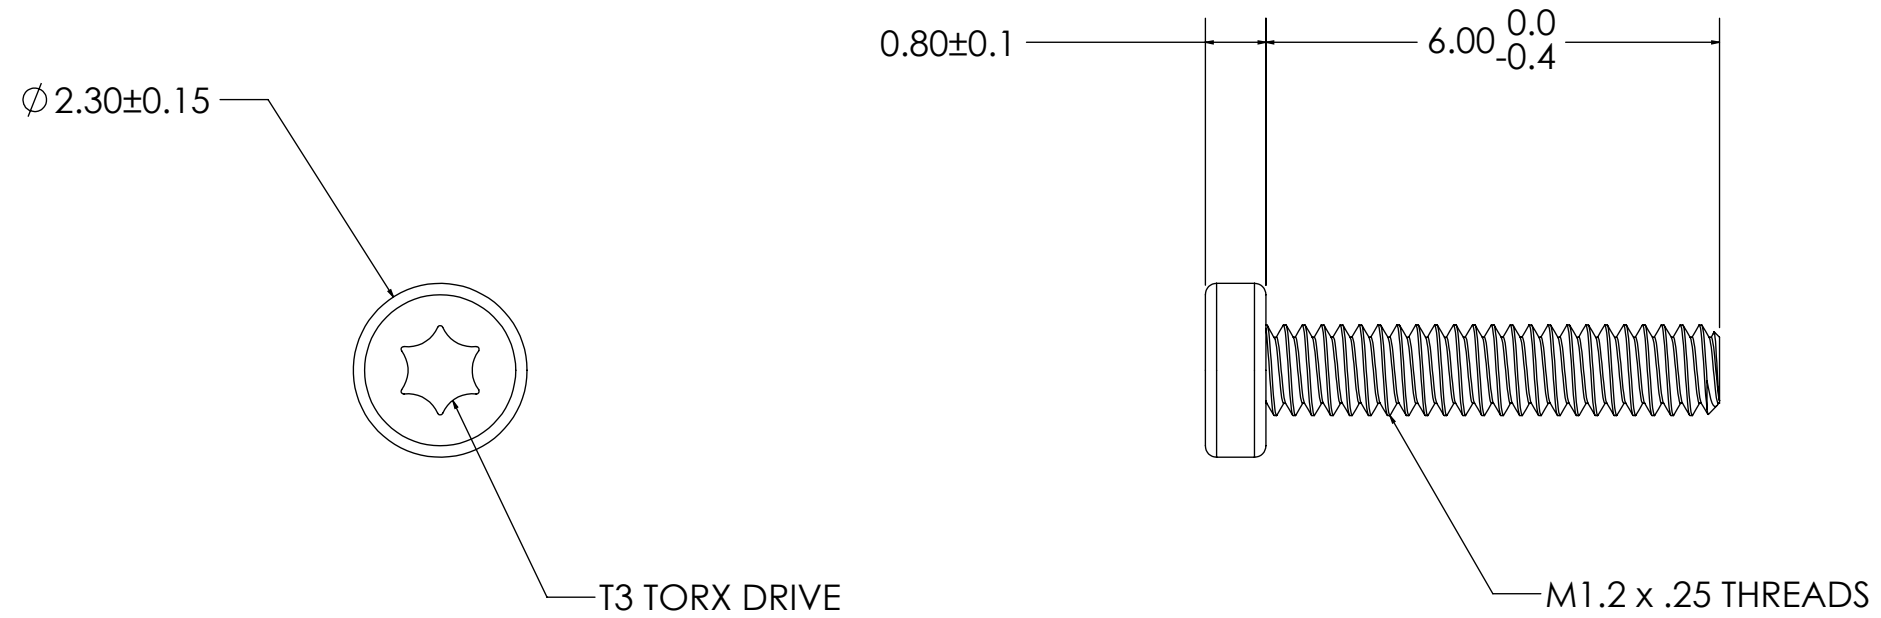 0.80±0.1
6.00 0.0
-0.4
∅2.30±0.15
T3 TORX DRIVE
M1.2 x .25 THREADS